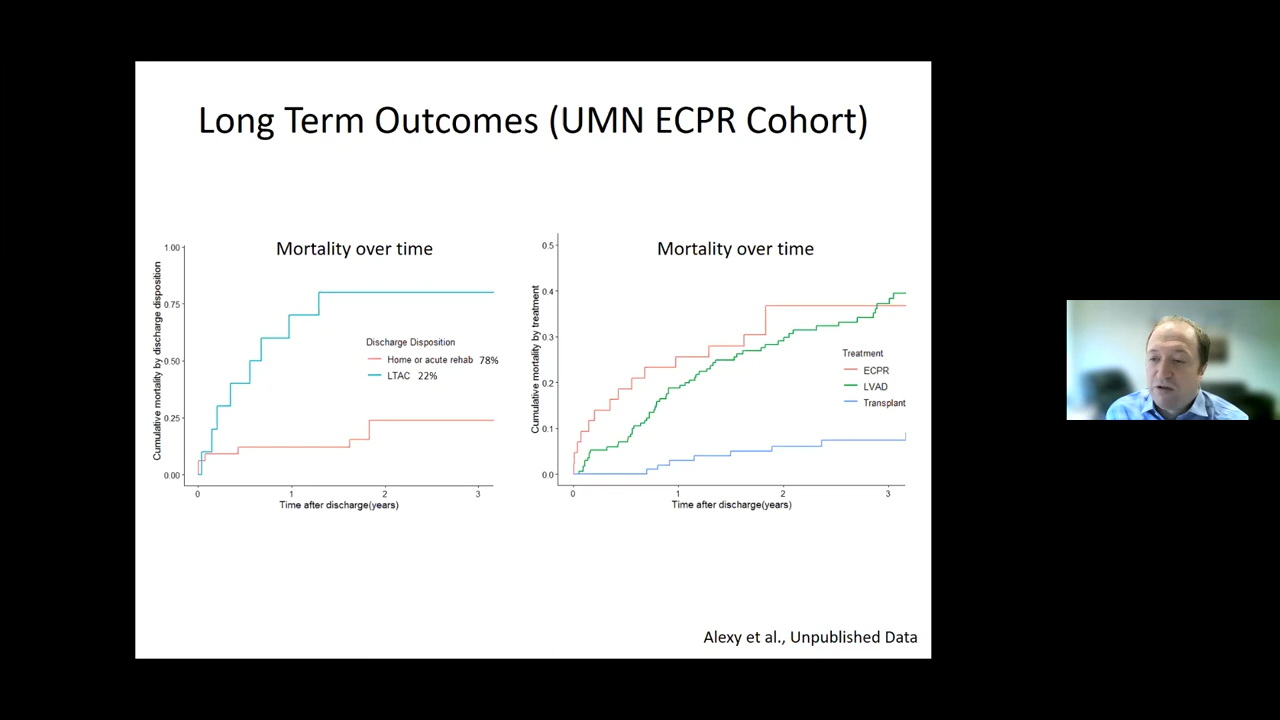 Long Term Outcomes (UMN ECPR Cohort)
Mortality over time
Cumulative mortality by discharge disposition
1.00
0.75
0.50
0.25
0.00
Discharge Disposition
Home or acute rehab 78%
LTAC 22%
0
1
2
3
Time after discharge(years)
Mortality over time
Cumulative mortality by treatment
0.5
0.4
0.3
0.2
0.1
0.0
Treatment
ECPR
LVAD
Transplant
0
1
2
3
Time after discharge(years)
Alexy et al., Unpublished Data